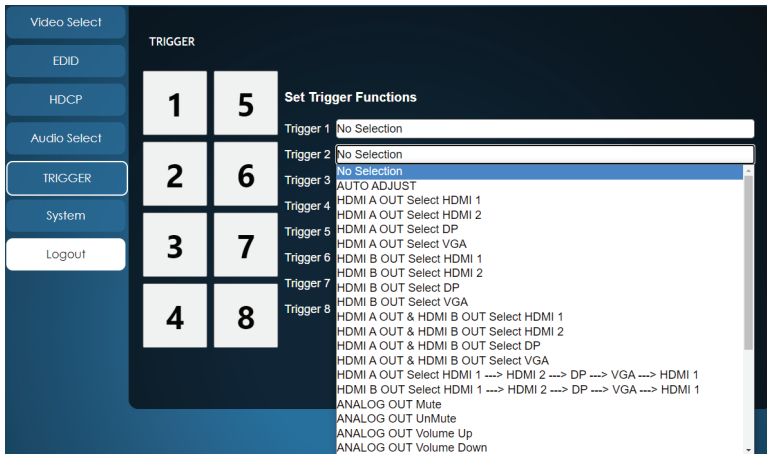 Video Select
EDID
HDCP
Audio Select
TRIGGER
System
Logout
TRIGGER
1 5
2 6
3 7
4 8
Set Trigger Functions
Trigger 1 No Selection
Trigger 2 No Selection
Trigger 3
Trigger 4
Trigger 5
Trigger 6
Trigger 7
Trigger 8
No Selection
AUTO ADJUST
HDMI A OUT Select HDMI 1
HDMI A OUT Select HDMI 2
HDMI A OUT Select DP
HDMI A OUT Select VGA
HDMI B OUT Select HDMI 1
HDMI B OUT Select HDMI 2
HDMI B OUT Select DP
HDMI B OUT Select VGA
HDMI A OUT & HDMI B OUT Select HDMI 1
HDMI A OUT & HDMI B OUT Select HDMI 2
HDMI A OUT & HDMI B OUT Select DP
HDMI A OUT & HDMI B OUT Select VGA
HDMI A OUT Select HDMI 1 ---> HDMI 2 ---> DP ---> VGA ---> HDMI 1
HDMI B OUT Select HDMI 1 ---> HDMI 2 ---> DP ---> VGA ---> HDMI 1
ANALOG OUT Mute
ANALOG OUT UnMute
ANALOG OUT Volume Up
ANALOG OUT Volume Down